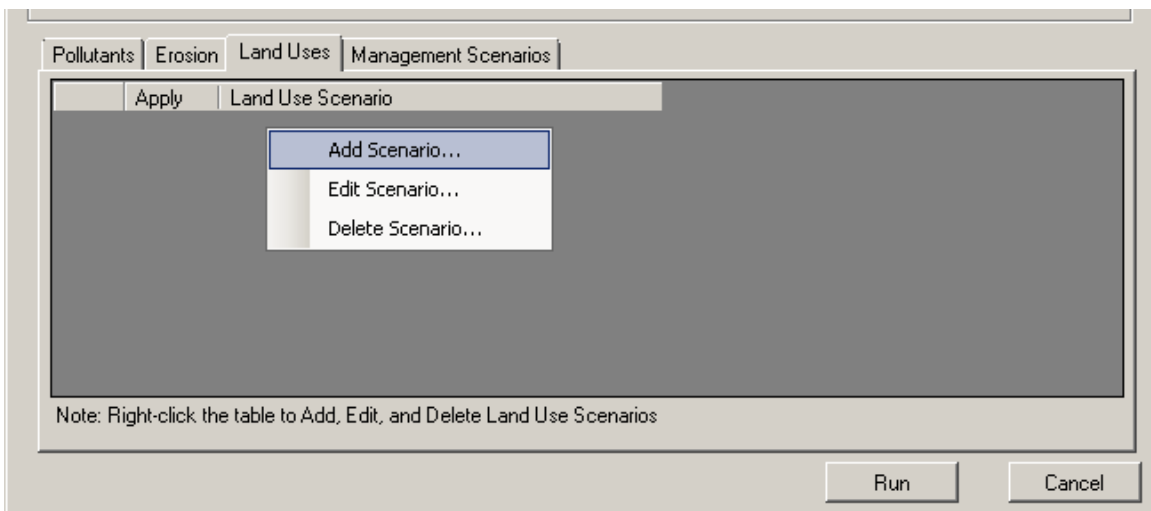 Pollutants Erosion Land Uses Management Scenarios
Apply Land Use Scenario
Add Scenario...
Edit Scenario...
Delete Scenario...
Note: Right-click the table to Add, Edit, and Delete Land Use Scenarios
Run Cancel